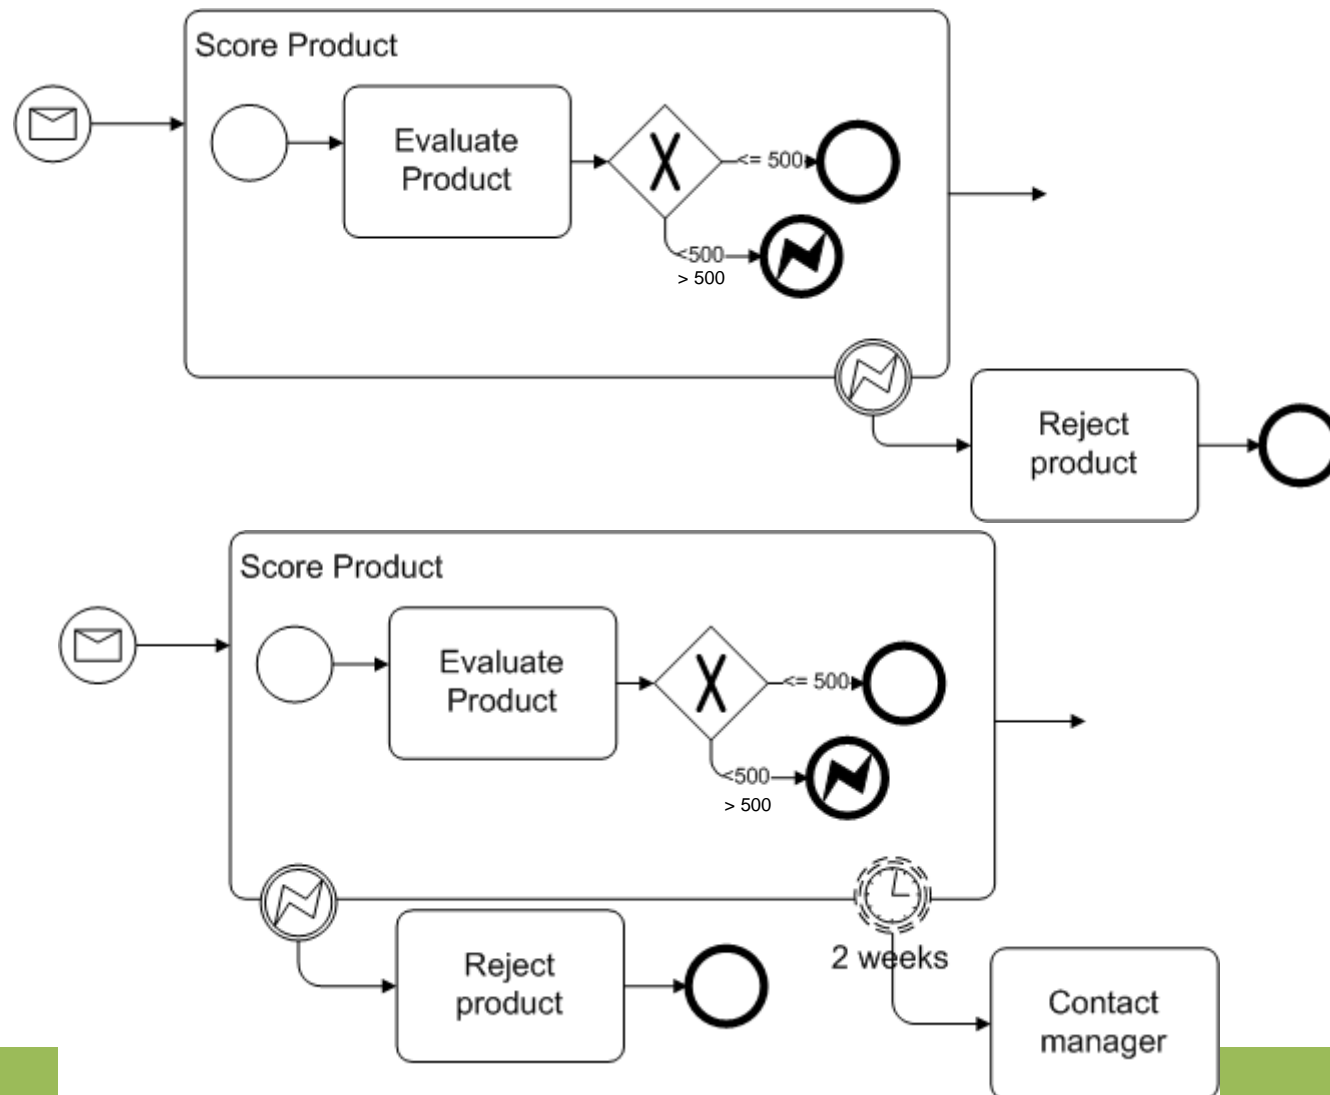 Score Product
Evaluate
Product
X
<= 500
<500
> 500
Reject
product
Score Product
Evaluate
Product
X
<= 500
<500
> 500
Reject
product
2 weeks
Contact
manager